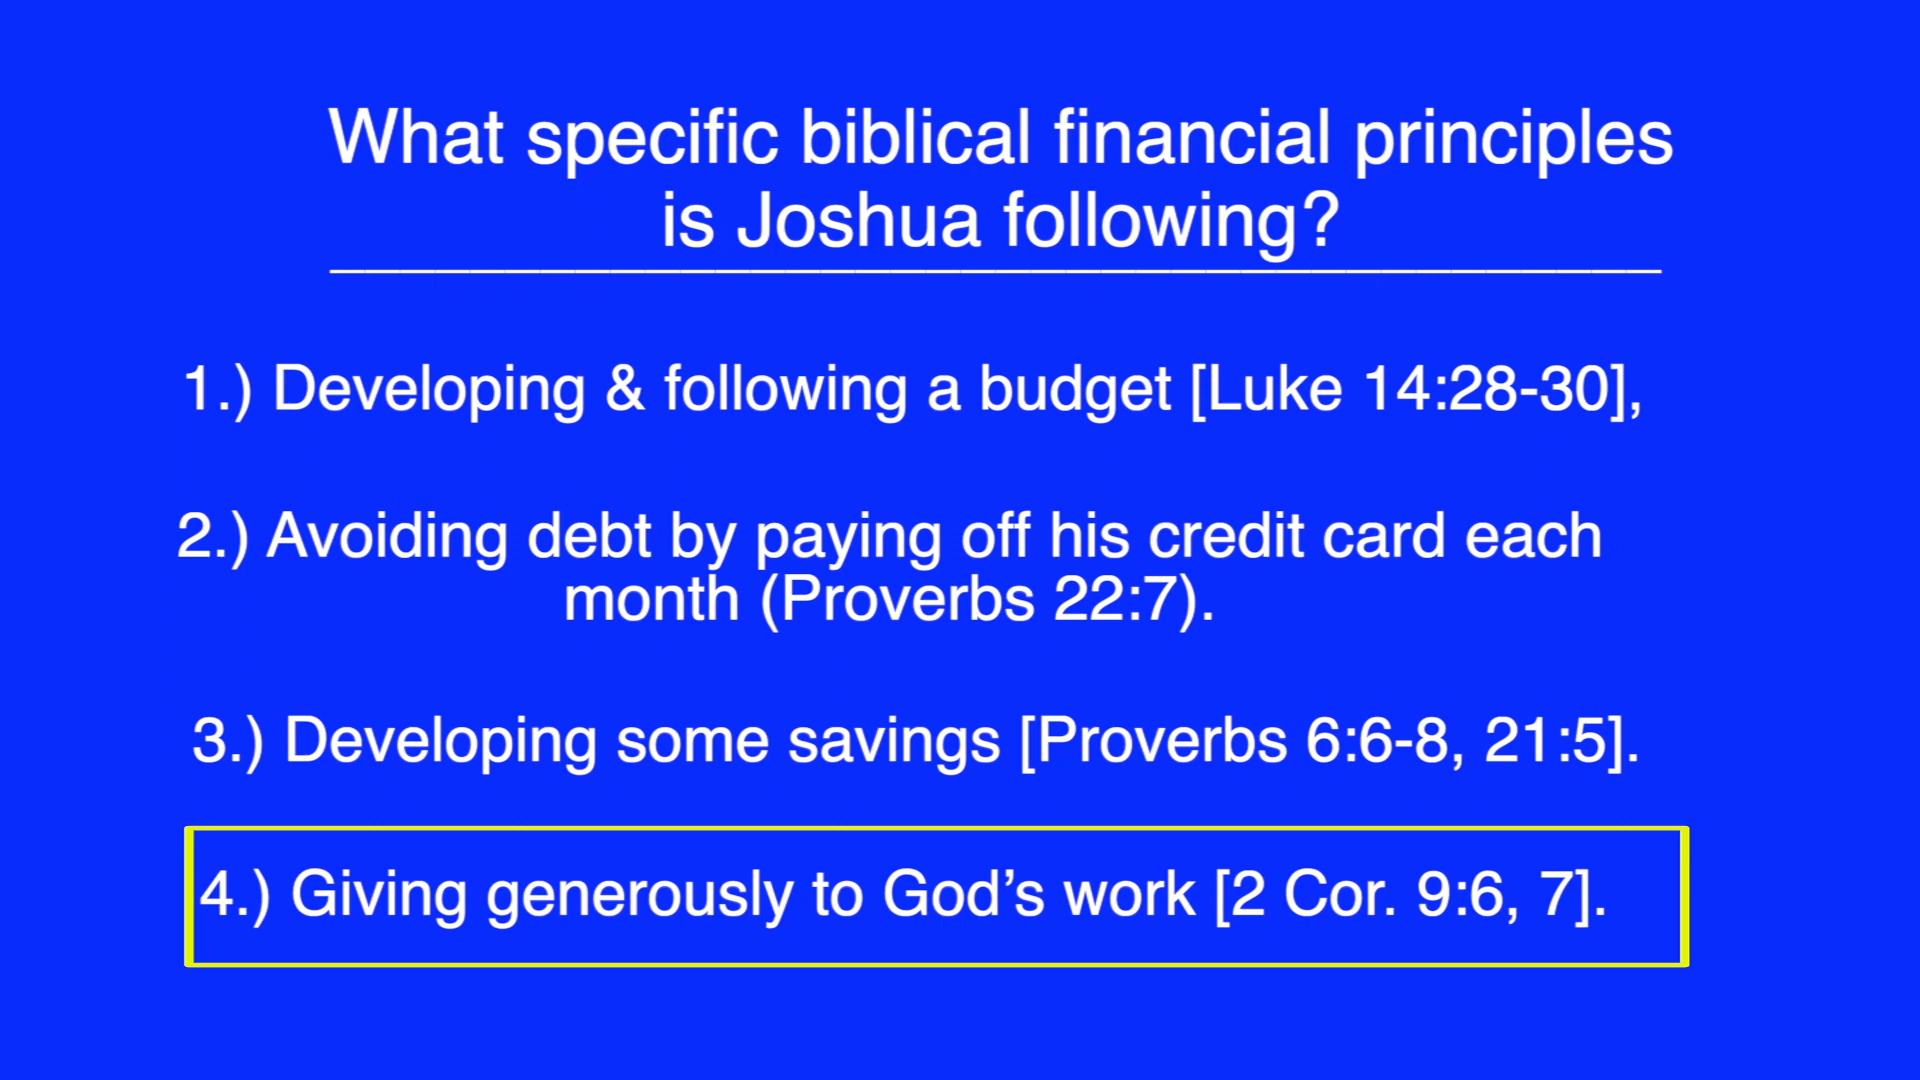 What specific biblical financial principles
is Joshua following?
1.) Developing & following a budget [Luke 14:28-30],
2.) Avoiding debt by paying off his credit card each
month (Proverbs 22:7).
3.) Developing some savings [Proverbs 6:6-8, 21:5].
4.) Giving generously to God’s work [2 Cor. 9:6, 7].